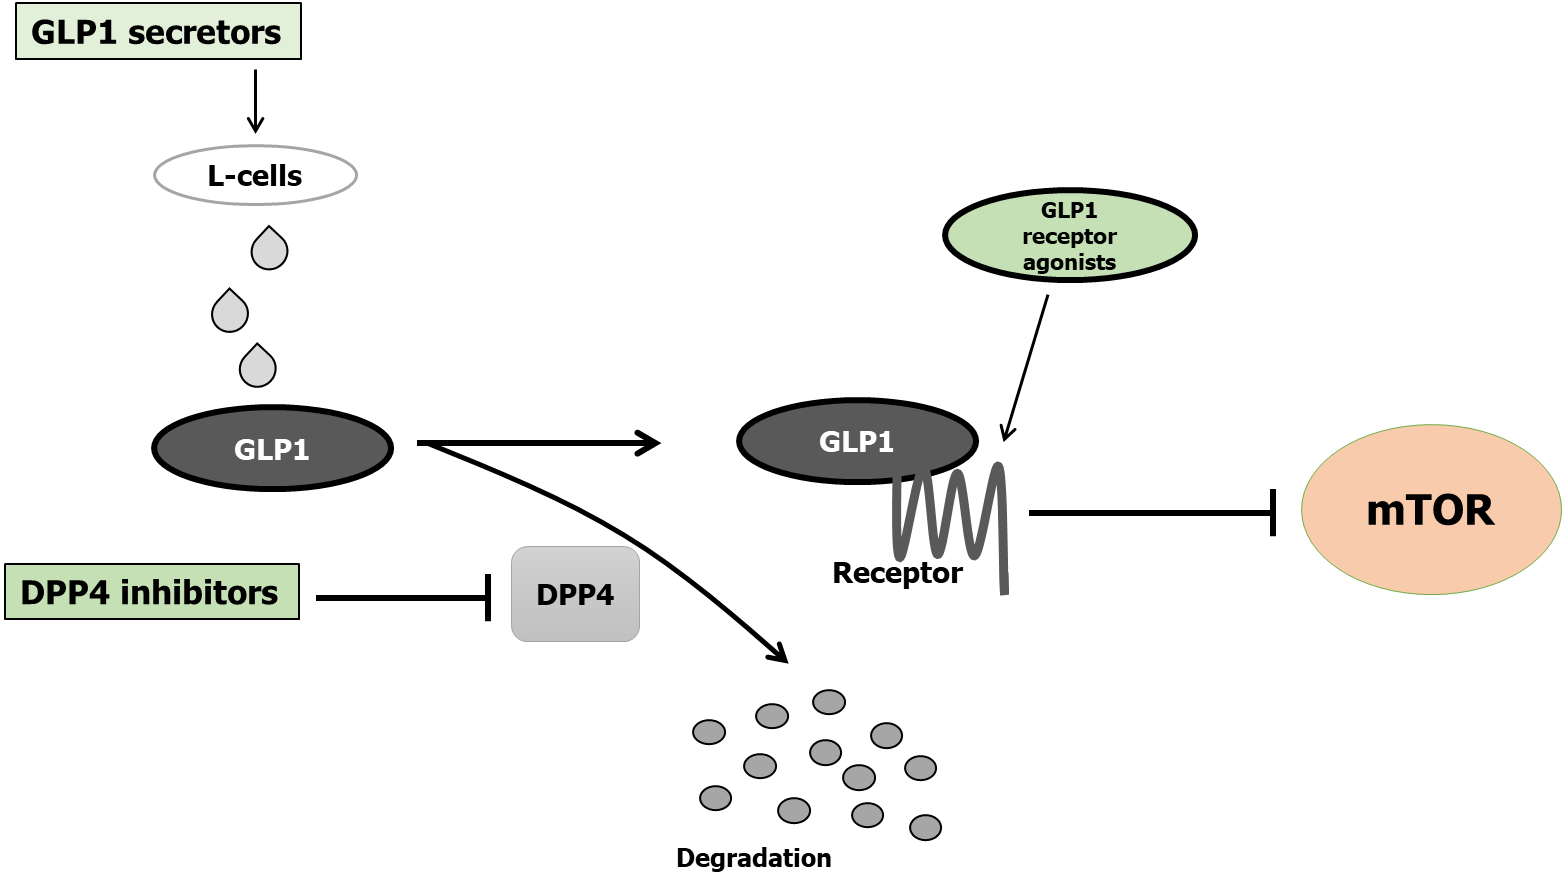 GLP1 secretors
L-cells
GLP1
receptor
agonists
GLP1
GLP1
mTOR
Receptor
DPP4 inhibitors
DPP4
Degradation